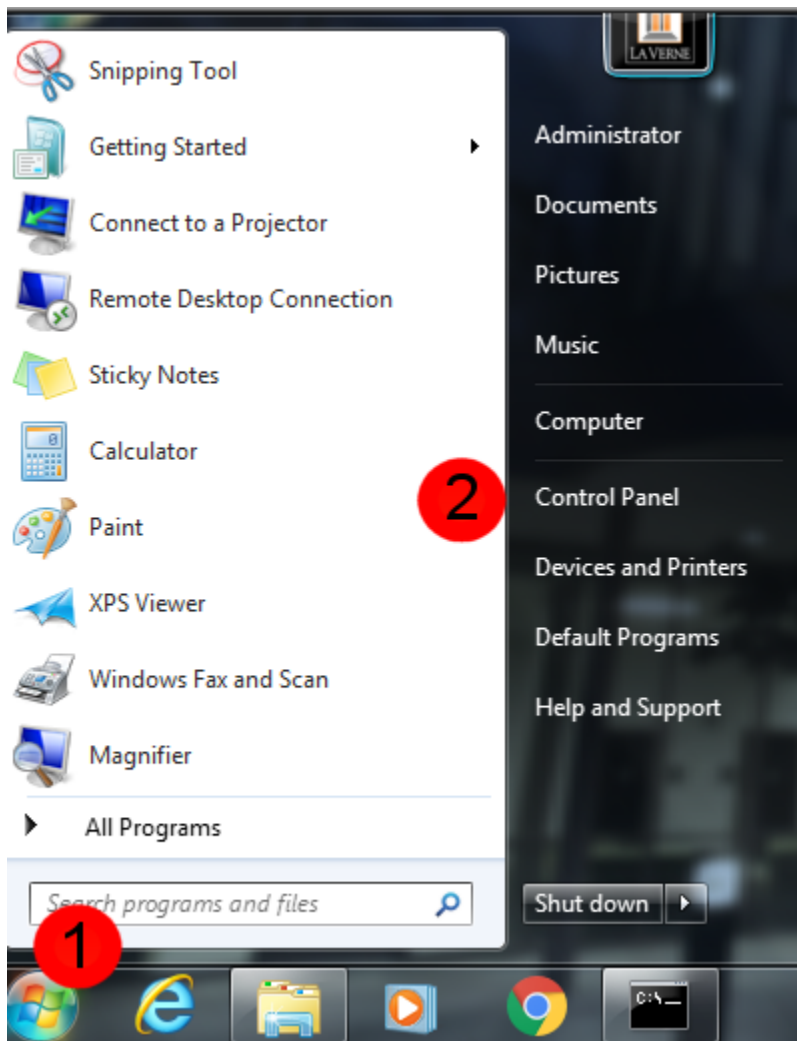 LAVERNE
Snipping Tool
Getting Started
Connect to a Projector
Remote Desktop Connection
Sticky Notes
Calculator
Paint
XPS Viewer
Windows Fax and Scan
Magnifier
All Programs
Search programs and files
1
Administrator
Documents
Pictures
Music
Computer
2
Control Panel
Devices and Printers
Default Programs
Help and Support
Shut down
C:\_